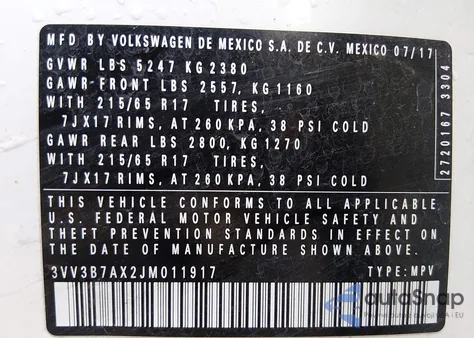 MFD BY VOLKSWAGEN DE MEXICO S.A. DE C.V. MEXICO 07/17
GVWR LBS 5247 KG 2380
GAWR-FRONT LBS 2557, KG 1160
WITH 215/65 R17 TIRES,
7JX17 RIMS, AT 260 KPA, 38 PSI COLD
GAWR REAR LBS 2800, KG 1270
WITH 215/65 R17 TIRES,
7JX17 RIMS, AT 260 KPA, 38 PSI COLD
2720167 3304
THIS VEHICLE CONFORMS TO ALL APPLICABLE
U.S. FEDERAL MOTOR VEHICLE SAFETY AND
THEFT PREVENTION STANDARDS IN EFFECT ON
THE DATE OF MANUFACTURE SHOWN ABOVE.
3VV3B7AX2JM011917 TYPE: MPV
autoSnap